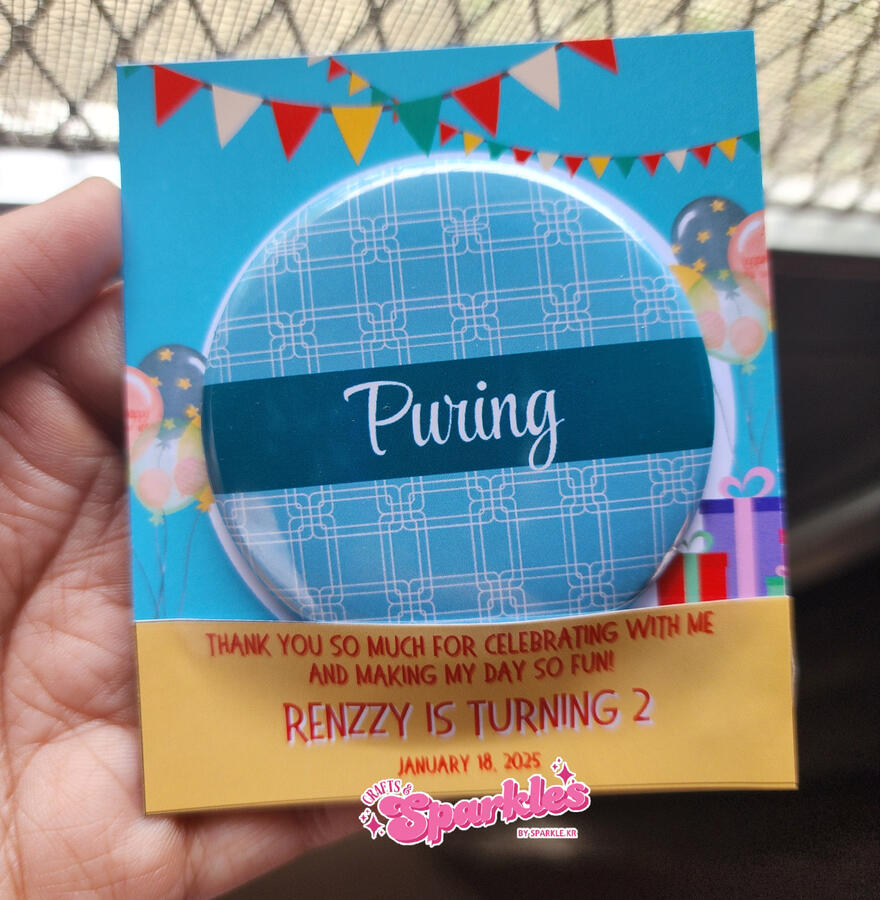 Puring
THANK YOU SO MUCH FOR CELEBRATING WITH ME
AND MAKING MY DAY SO FUN!
RENZZY IS TURNING 2
JANUARY 18, 2025
CRAFTS &
Sparkles
BY SPARKLE.KR